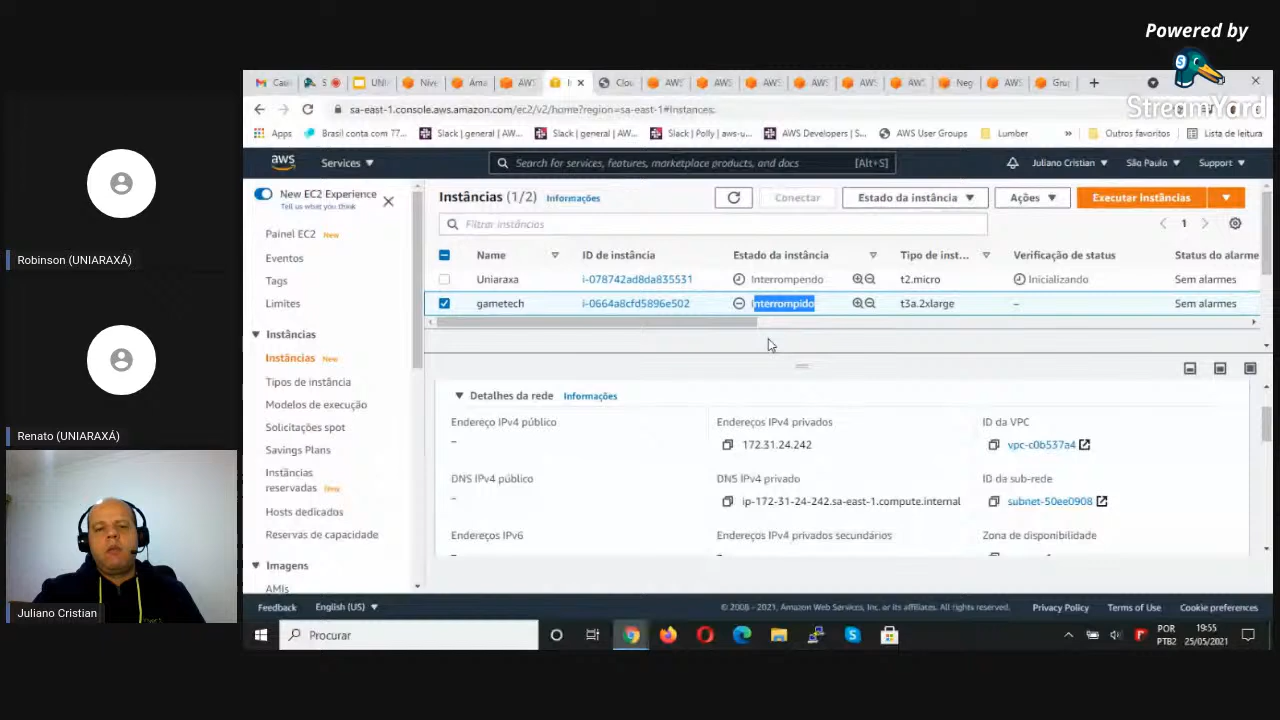 Powered by
StreamYard
sa-east-1.console.aws.amazon.com/ec2/v2/home?region=sa-east-1#Instances:
Apps
Brasil conta com 77...
Slack | general | AW...
Slack | general | AW...
Slack | Polly | aws-u...
AWS Developers | S...
AWS User Groups
Lumber
»
Outros favoritos
Lista de leitura
aws
Services
Search for services, features, marketplace products, and docs
[Alt+S]
Juliano Cristian
São Paulo
Support
New EC2 Experience
Tell us what you think
Painel EC2 New
Eventos
Tags
Limites
Instâncias
Instâncias New
Tipos de instância
Modelos de execução
Solicitações spot
Savings Plans
Instâncias
reservadas New
Hosts dedicados
Reservas de capacidade
Imagens
AMIs
Instâncias (1/2) Informações
Conectar
Estado da instância
Ações
Executar instâncias
Filtrar instâncias
1
Name ID de instância Estado da instância Tipo de inst... Verificação de status Status do alarme
Uniaraxa i-078742ad8da835531 Interrompendo t2.micro Inicializando Sem alarmes
gametech i-0664a8cfd5896e502 Interrompido t3a.2xlarge – Sem alarmes
Detalhes da rede Informações
Endereço IPv4 público Endereços IPv4 privados ID da VPC
– 172.31.24.242 vpc-c0b537a4
DNS IPv4 público DNS IPv4 privado ID da sub-rede
– ip-172-31-24-242.sa-east-1.compute.internal subnet-50ee0908
Endereços IPv6 Endereços IPv4 privados secundários Zona de disponibilidade
Feedback English (US)
© 2008 - 2021, Amazon Web Services, Inc. or its affiliates. All rights reserved. Privacy Policy Terms of Use Cookie preferences
Procurar
POR
PTB2
19:55
25/05/2021
Robinson (UNIARAXÁ)
Renato (UNIARAXÁ)
Juliano Cristian